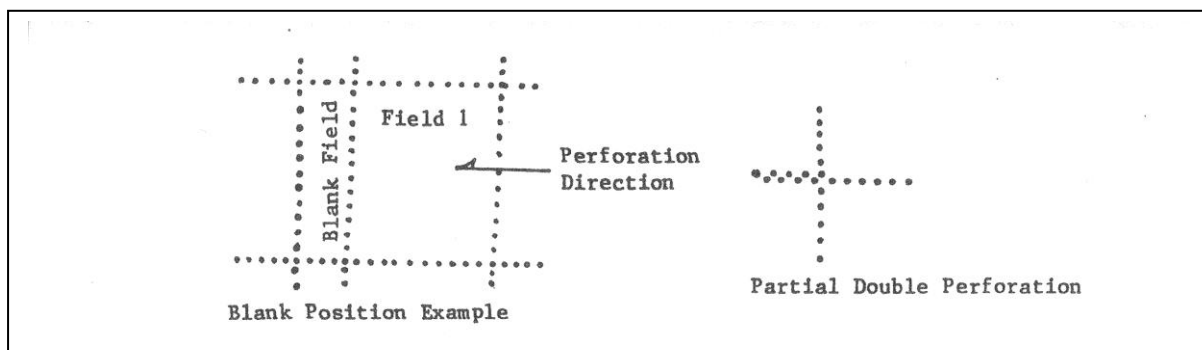 Field 1
Blank Field
Perforation
Direction
Blank Position Example
Partial Double Perforation